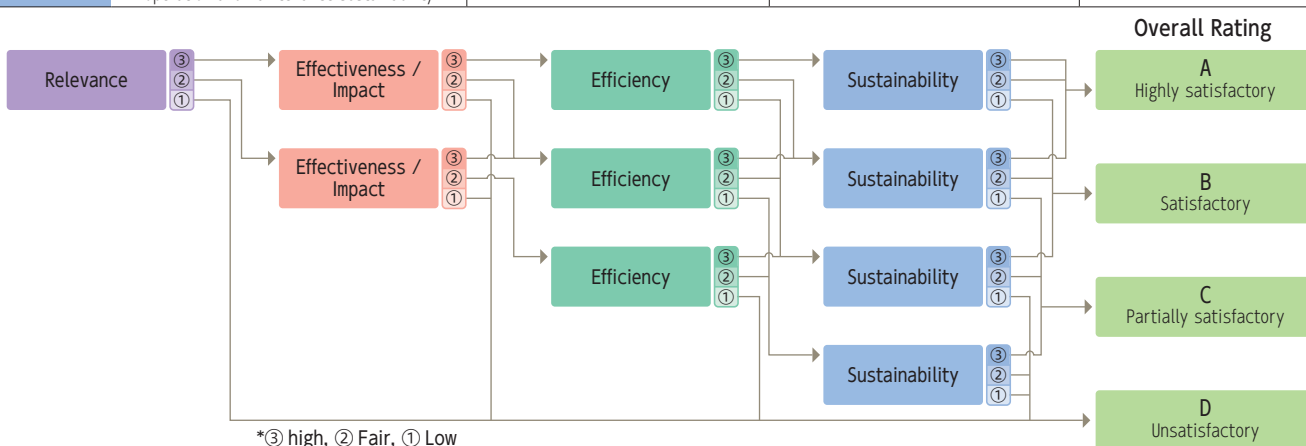 Overall Rating
Relevance
③
②
①
Effectiveness /
Impact
③
②
①
Efficiency
③
②
①
Sustainability
③
②
①
A
Highly satisfactory
Effectiveness /
Impact
③
②
①
Efficiency
③
②
①
Sustainability
③
②
①
B
Satisfactory
Efficiency
③
②
①
Sustainability
③
②
①
C
Partially satisfactory
Sustainability
③
②
①
D
Unsatisfactory
*③ high, ② Fair, ① Low